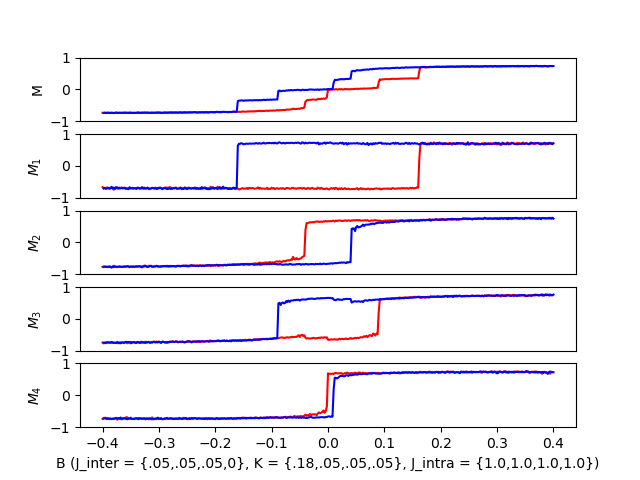 1
0
−1
M
1
0
−1
M1
1
0
−1
M2
1
0
−1
M3
1
0
−1
M4
−0.4 −0.3 −0.2 −0.1 0.0 0.1 0.2 0.3 0.4
B (J_inter = {.05,.05,.05,0}, K = {.18,.05,.05,.05}, J_intra = {1.0,1.0,1.0,1.0})